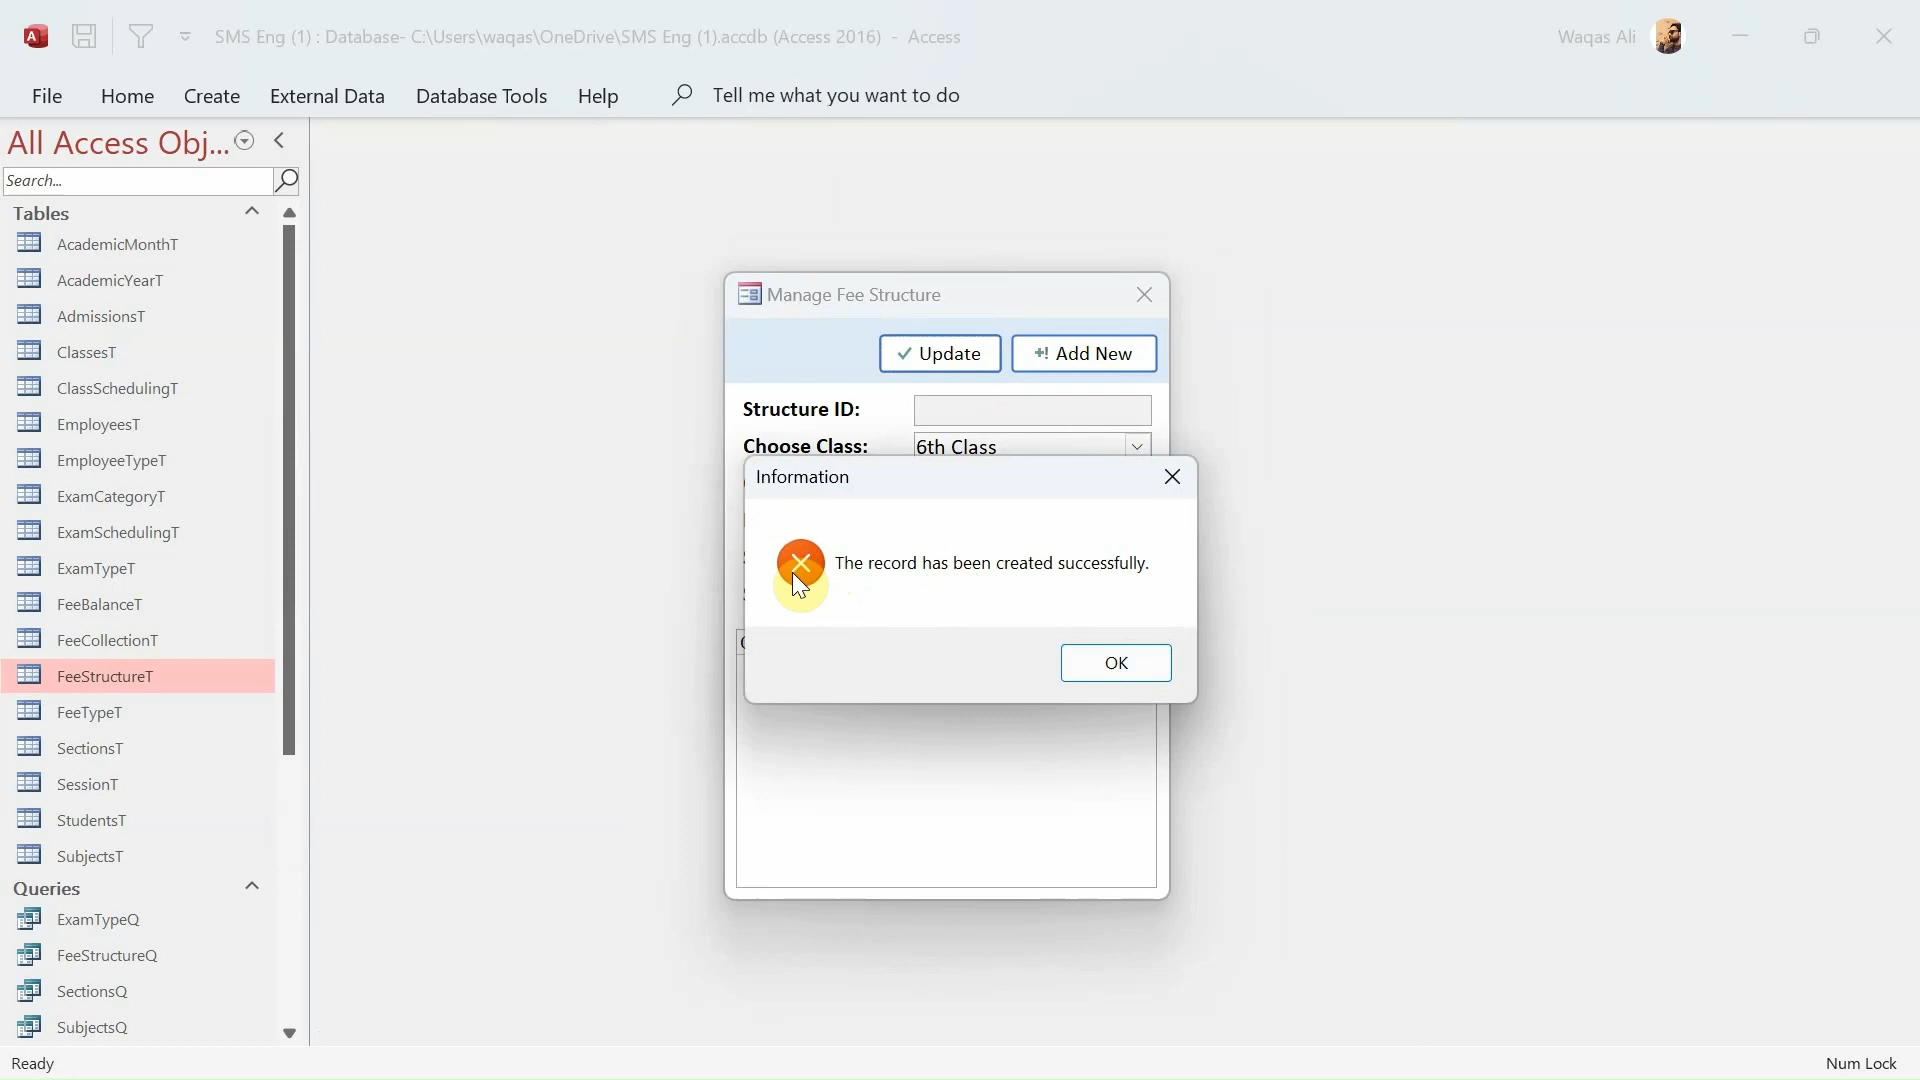 SMS Eng (1) : Database- C:\Users\waqas\OneDrive\SMS Eng (1).accdb (Access 2016) - Access
Waqas Ali
File Home Create External Data Database Tools Help Tell me what you want to do
All Access Obj...
Search...
Tables
AcademicMonthT
AcademicYearT
AdmissionsT
ClassesT
ClassSchedulingT
EmployeesT
EmployeeTypeT
ExamCategoryT
ExamSchedulingT
ExamTypeT
FeeBalanceT
FeeCollectionT
FeeStructureT
FeeTypeT
SectionsT
SessionT
StudentsT
SubjectsT
Queries
ExamTypeQ
FeeStructureQ
SectionsQ
SubjectsQ
Manage Fee Structure
Update
Add New
Structure ID:
Choose Class: 6th Class
Information
The record has been created successfully.
OK
Ready
Num Lock